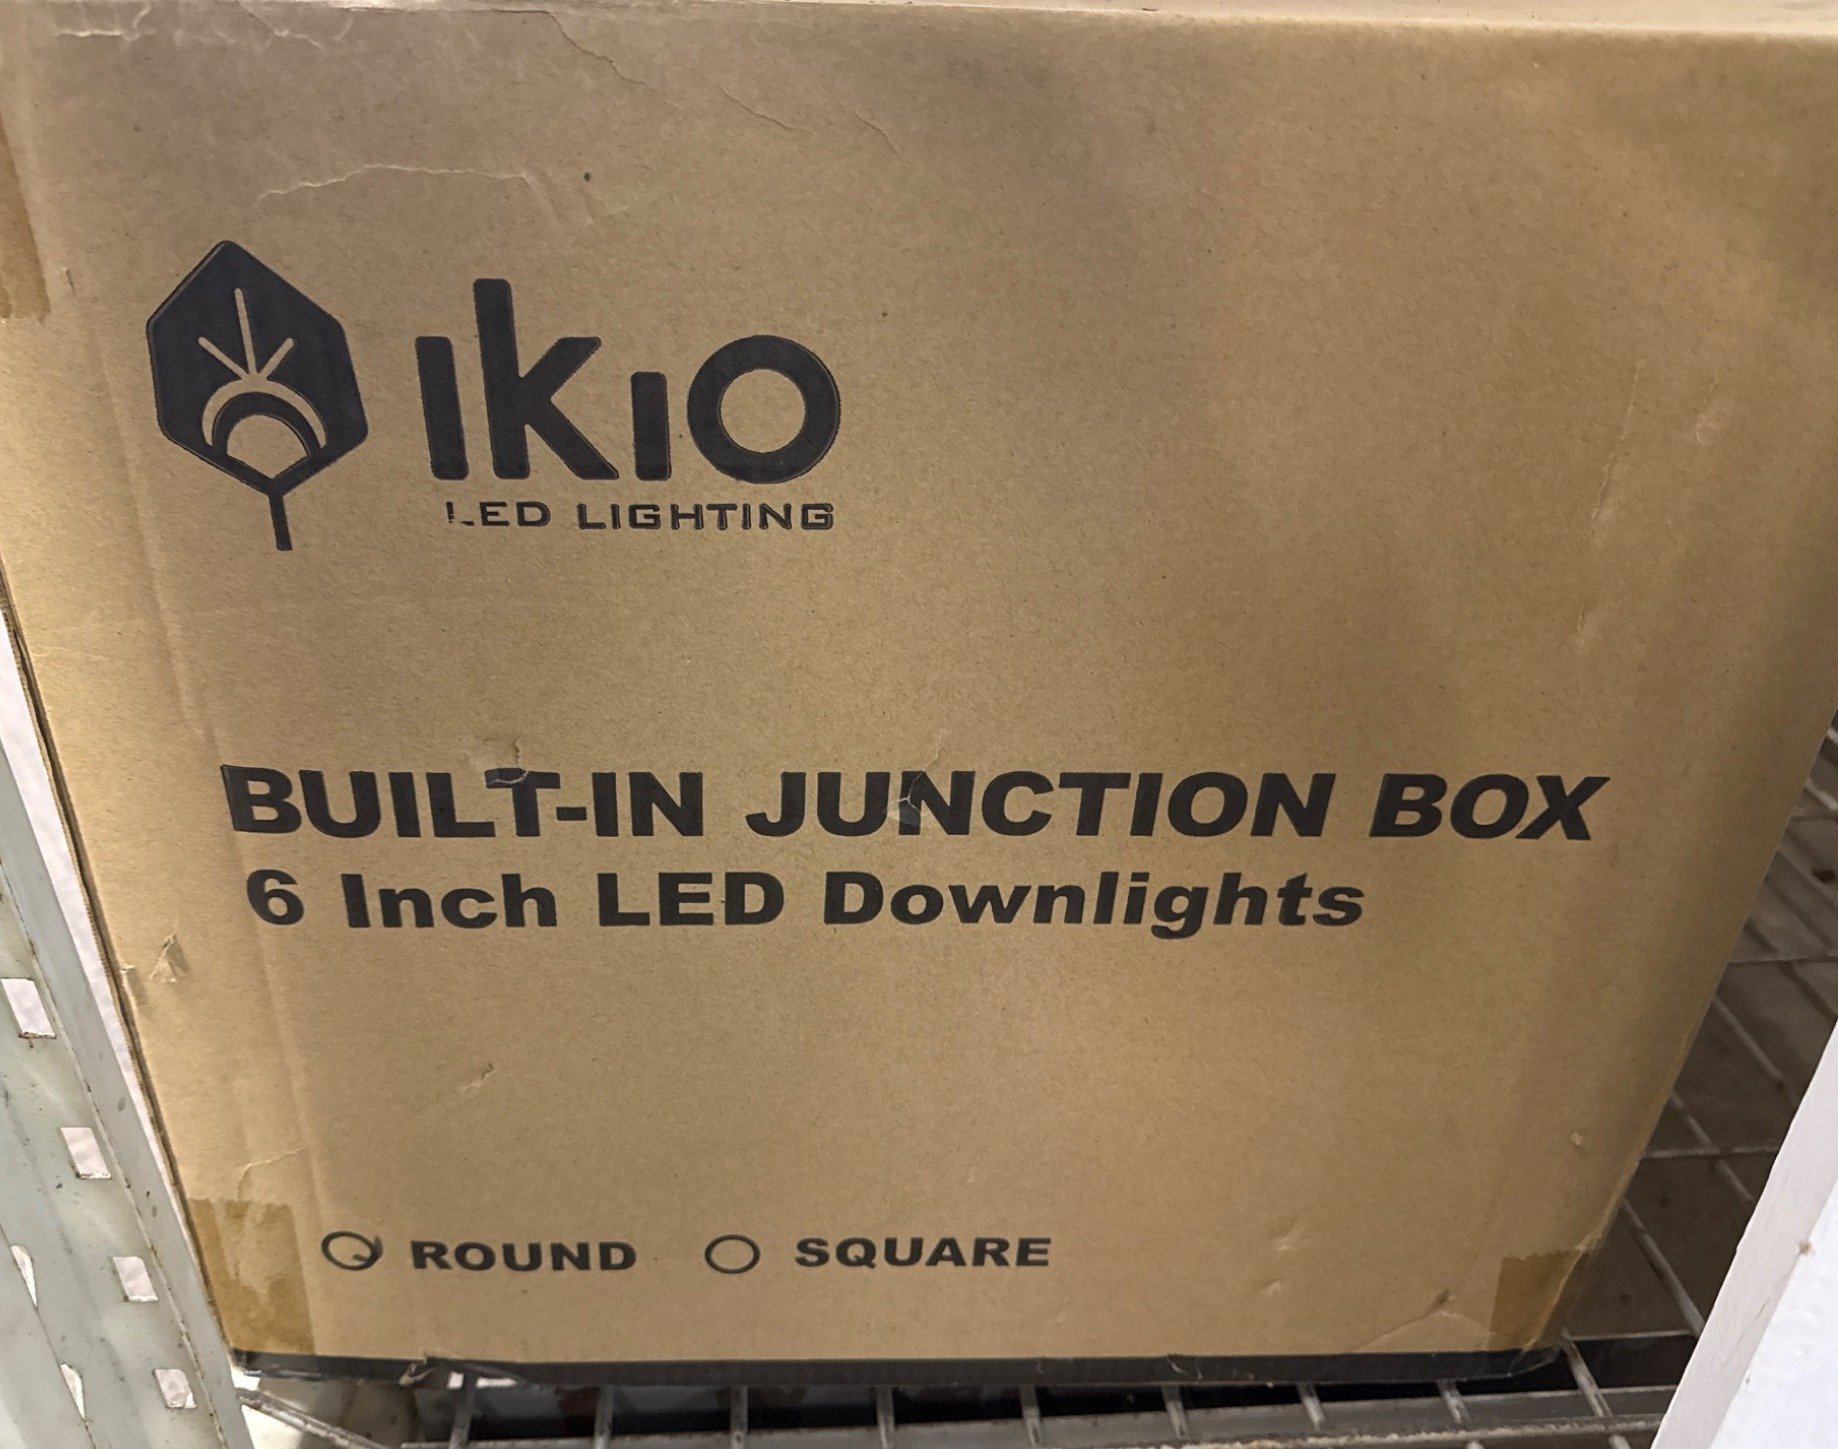 IKIO
LED LIGHTING
BUILT-IN JUNCTION BOX
6 Inch LED Downlights
ROUND SQUARE